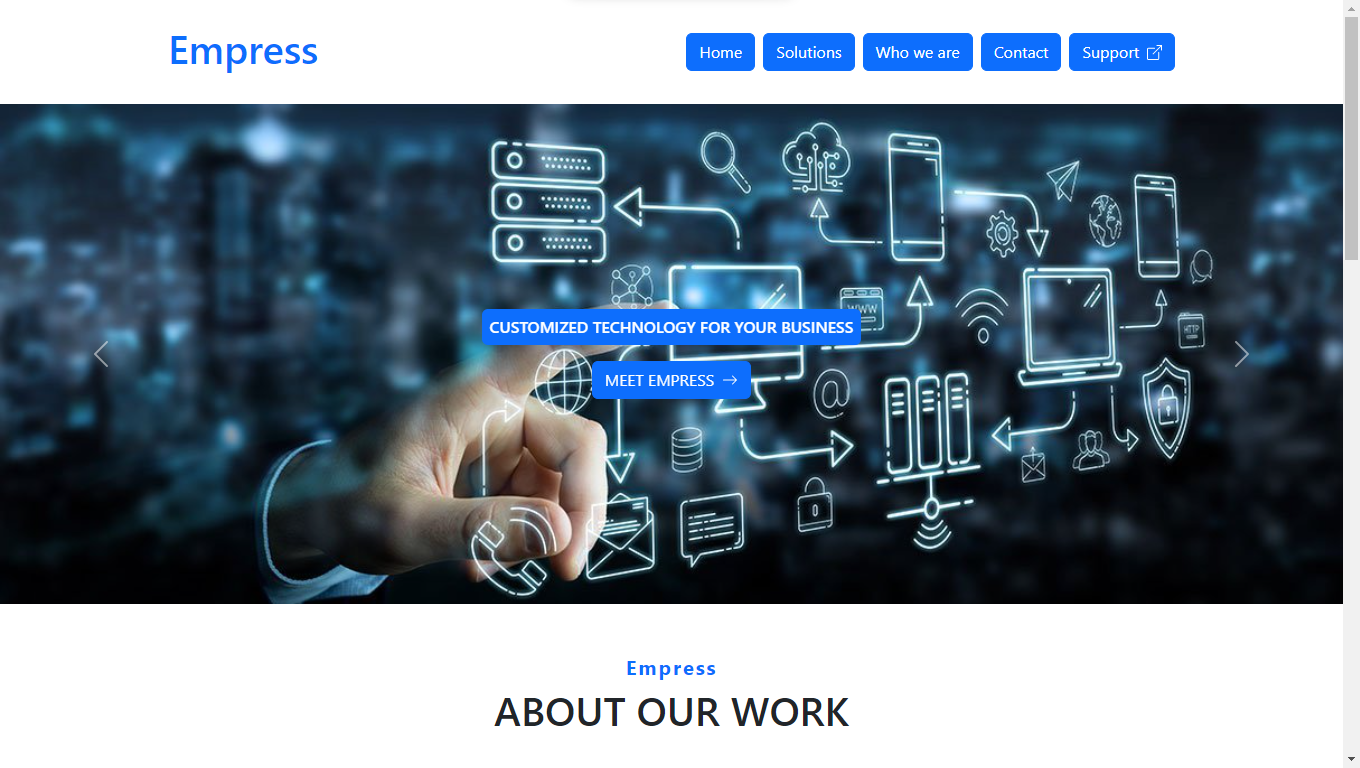 Empress
Home
Solutions
Who we are
Contact
Support
WWW
HTTP
@
CUSTOMIZED TECHNOLOGY FOR YOUR BUSINESS
MEET EMPRESS
Empress
ABOUT OUR WORK